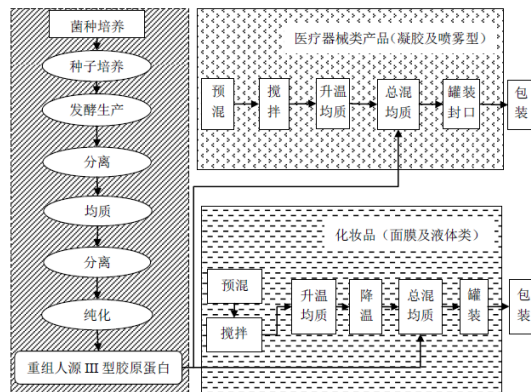 菌种培养
种子培养
发酵生产
分离
均质
分离
纯化
重组人源 III 型胶原蛋白
医疗器械类产品（凝胶及喷雾型）
预混
搅拌
升温均质
总混均质
罐装封口
包装
化妆品（面膜及液体类）
预混
搅拌
升温均质
降温
总混均质
罐装
包装